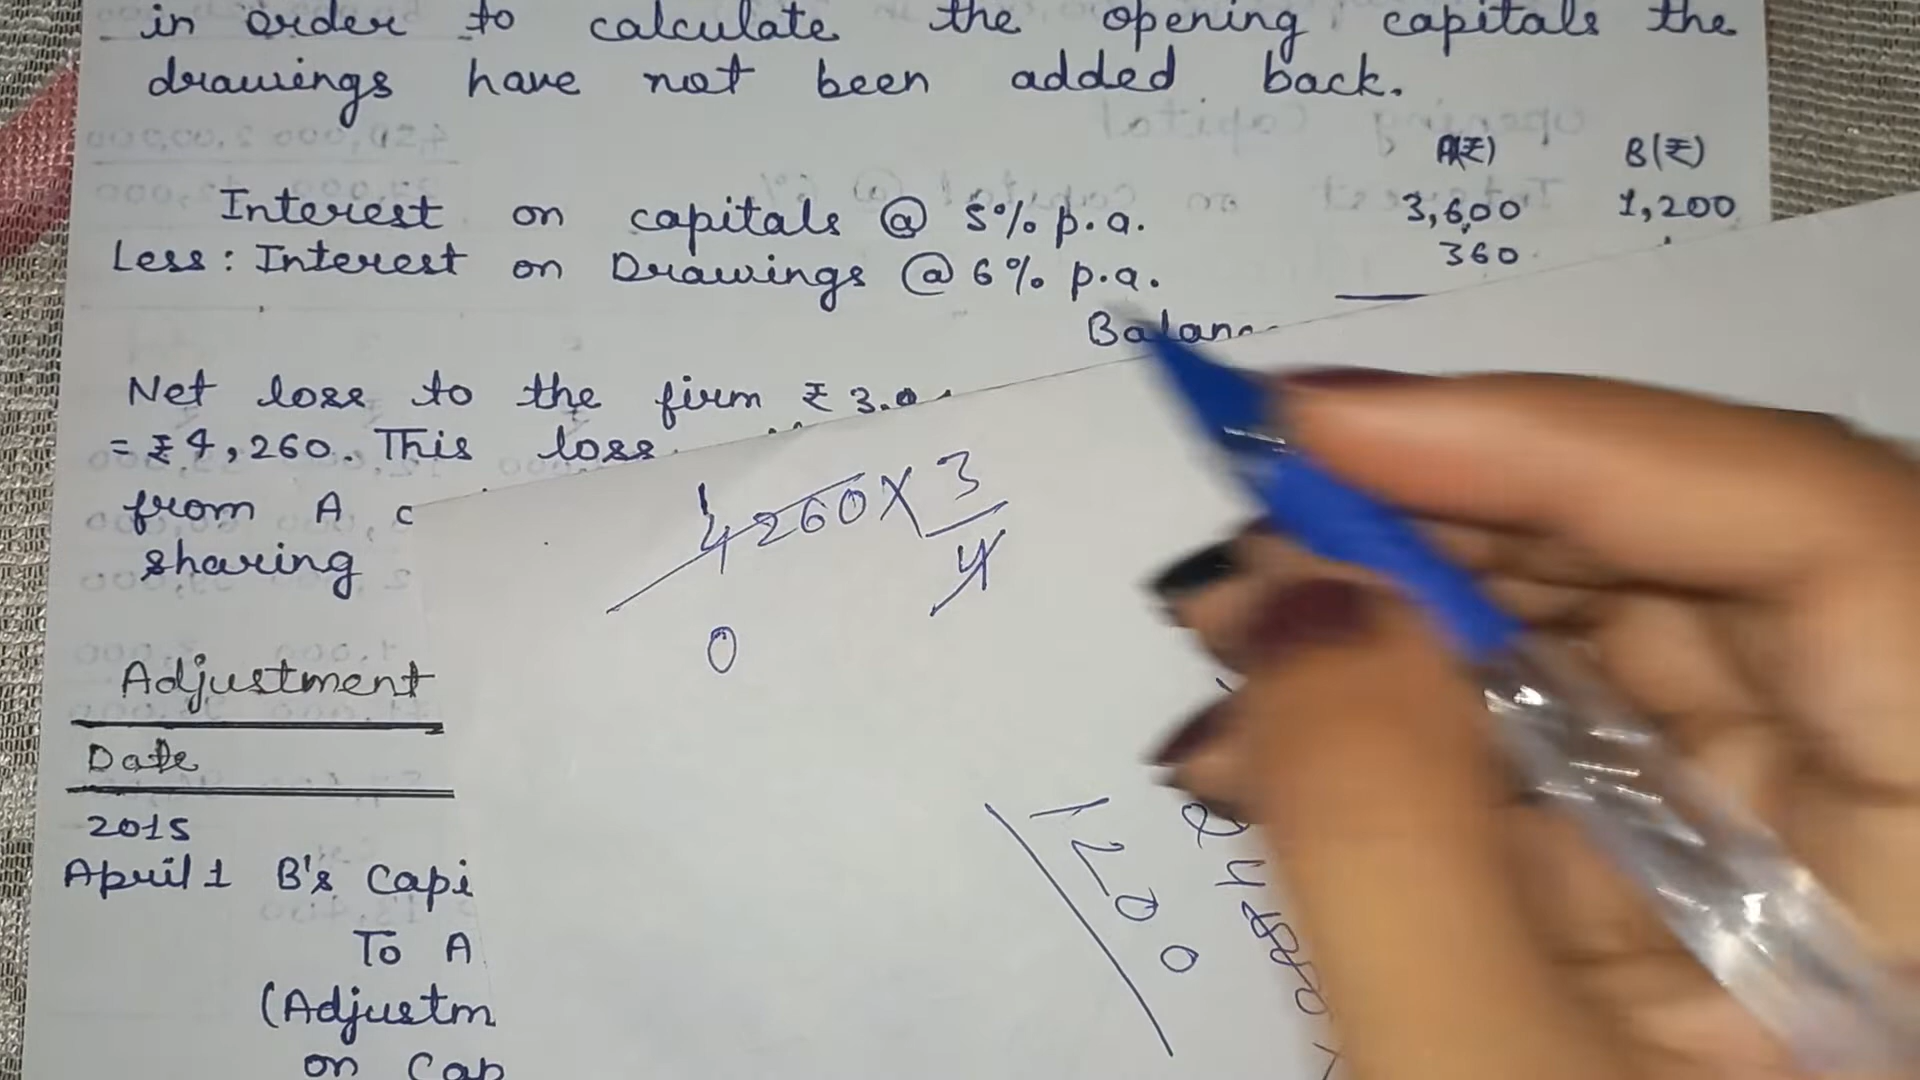 in order to calculate the opening capitals the
drawings have not been added back.
A(₹) B(₹)
Interest on capitals @ 5% p.a. 3,600 1,200
Less: Interest on Drawings @ 6% p.a. 360
Net loss to the firm ₹
= ₹4,260. This loss
from A
sharing
4260 X 3
4
0
Adjustment
Date
2015
April 1 B's Capi
To A
(Adjustm
on Cap
1200